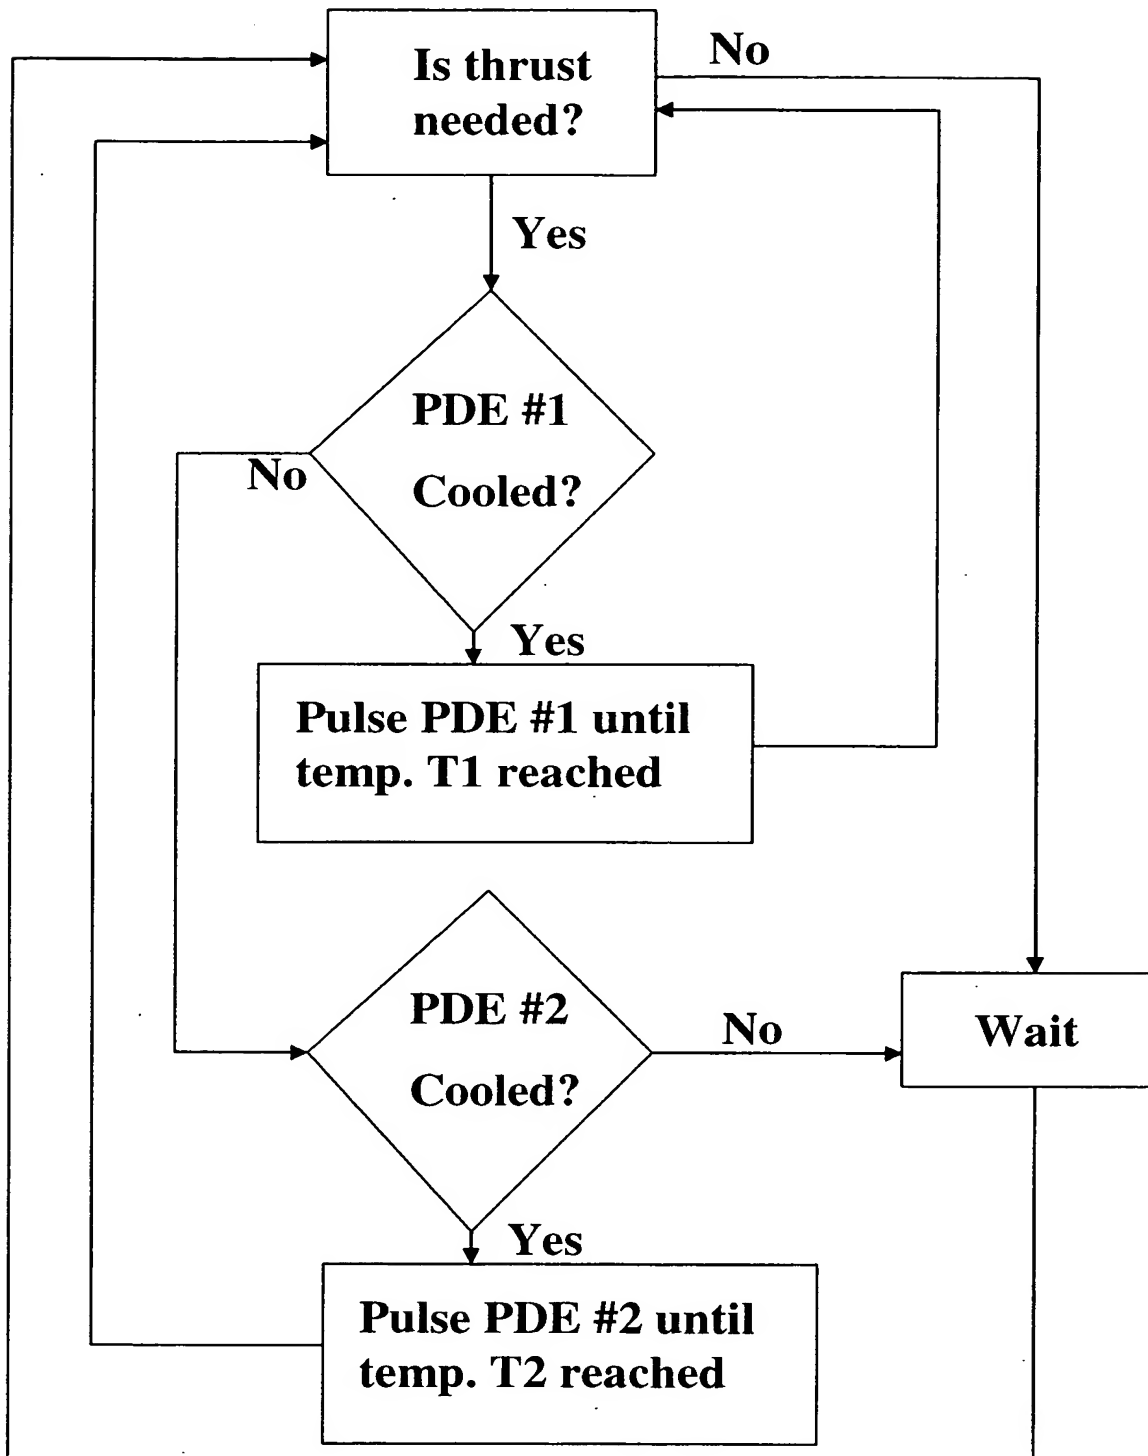 Is thrust
needed?
No
Yes
PDE #1
Cooled?
No
Yes
Pulse PDE #1 until
temp. T1 reached
PDE #2
Cooled?
No
Wait
Yes
Pulse PDE #2 until
temp. T2 reached